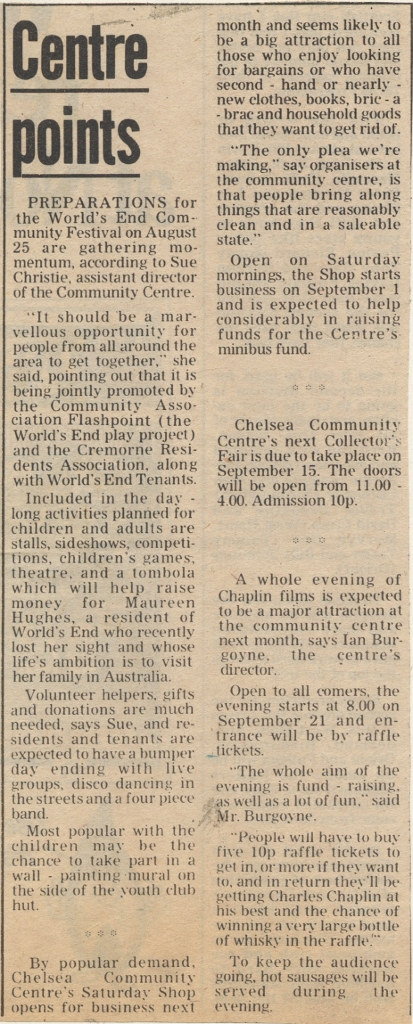 Centre
points
PREPARATIONS for
the World's End Com-
munity Festival on August
25 are gathering mo-
mentum, according to Sue
Christie, assistant director
of the Community Centre.
"It should be a mar-
vellous opportunity for
people from all around the
area to get together," she
said, pointing out that it is
being jointly promoted by
the Community Asso-
ciation Flashpoint (the
World's End play project)
and the Cremorne Resi-
dents Association, along
with World's End Tenants.
Included in the day -
long activities planned for
children and adults are
stalls, sideshows, competi-
tions, children's games,
theatre, and a tombola
which will help raise
money for Maureen
Hughes, a resident of
World's End who recently
lost her sight and whose
life's ambition is to visit
her family in Australia.
Volunteer helpers, gifts
and donations are much
needed, says Sue, and re-
sidents and tenants are
expected to have a bumper
day ending with live
groups, disco dancing in
the streets and a four piece
band.
Most popular with the
children may be the
chance to take part in a
wall - painting mural on
the side of the youth club
hut.
* * *
By popular demand,
Chelsea Community
Centre's Saturday Shop
opens for business next
month and seems likely to
be a big attraction to all
those who enjoy looking
for bargains or who have
second - hand or nearly -
new clothes, books, bric - a
- brac and household goods
that they want to get rid of.
"The only plea we're
making," say organisers at
the community centre, is
that people bring along
things that are reasonably
clean and in a saleable
state."
Open on Saturday
mornings, the Shop starts
business on September 1
and is expected to help
considerably in raising
funds for the Centre's
minibus fund.
* * *
Chelsea Community
Centre's next Collector's
Fair is due to take place on
September 15. The doors
will be open from 11.00 -
4.00. Admission 10p.
* * *
A whole evening of
Chaplin films is expected
to be a major attraction at
the community centre
next month, says Ian Bur-
goyne, the centre's
director.
Open to all comers, the
evening starts at 8.00 on
September 21 and en-
trance will be by raffle
tickets.
"The whole aim of the
evening is fund - raising,
as well as a lot of fun," said
Mr. Burgoyne.
"People will have to buy
five 10p raffle tickets to
get in, or more if they want
to, and in return they'll be
getting Charles Chaplin at
his best and the chance of
winning a very large bottle
of whisky in the raffle."
To keep the audience
going, hot sausages will be
served during the
evening.